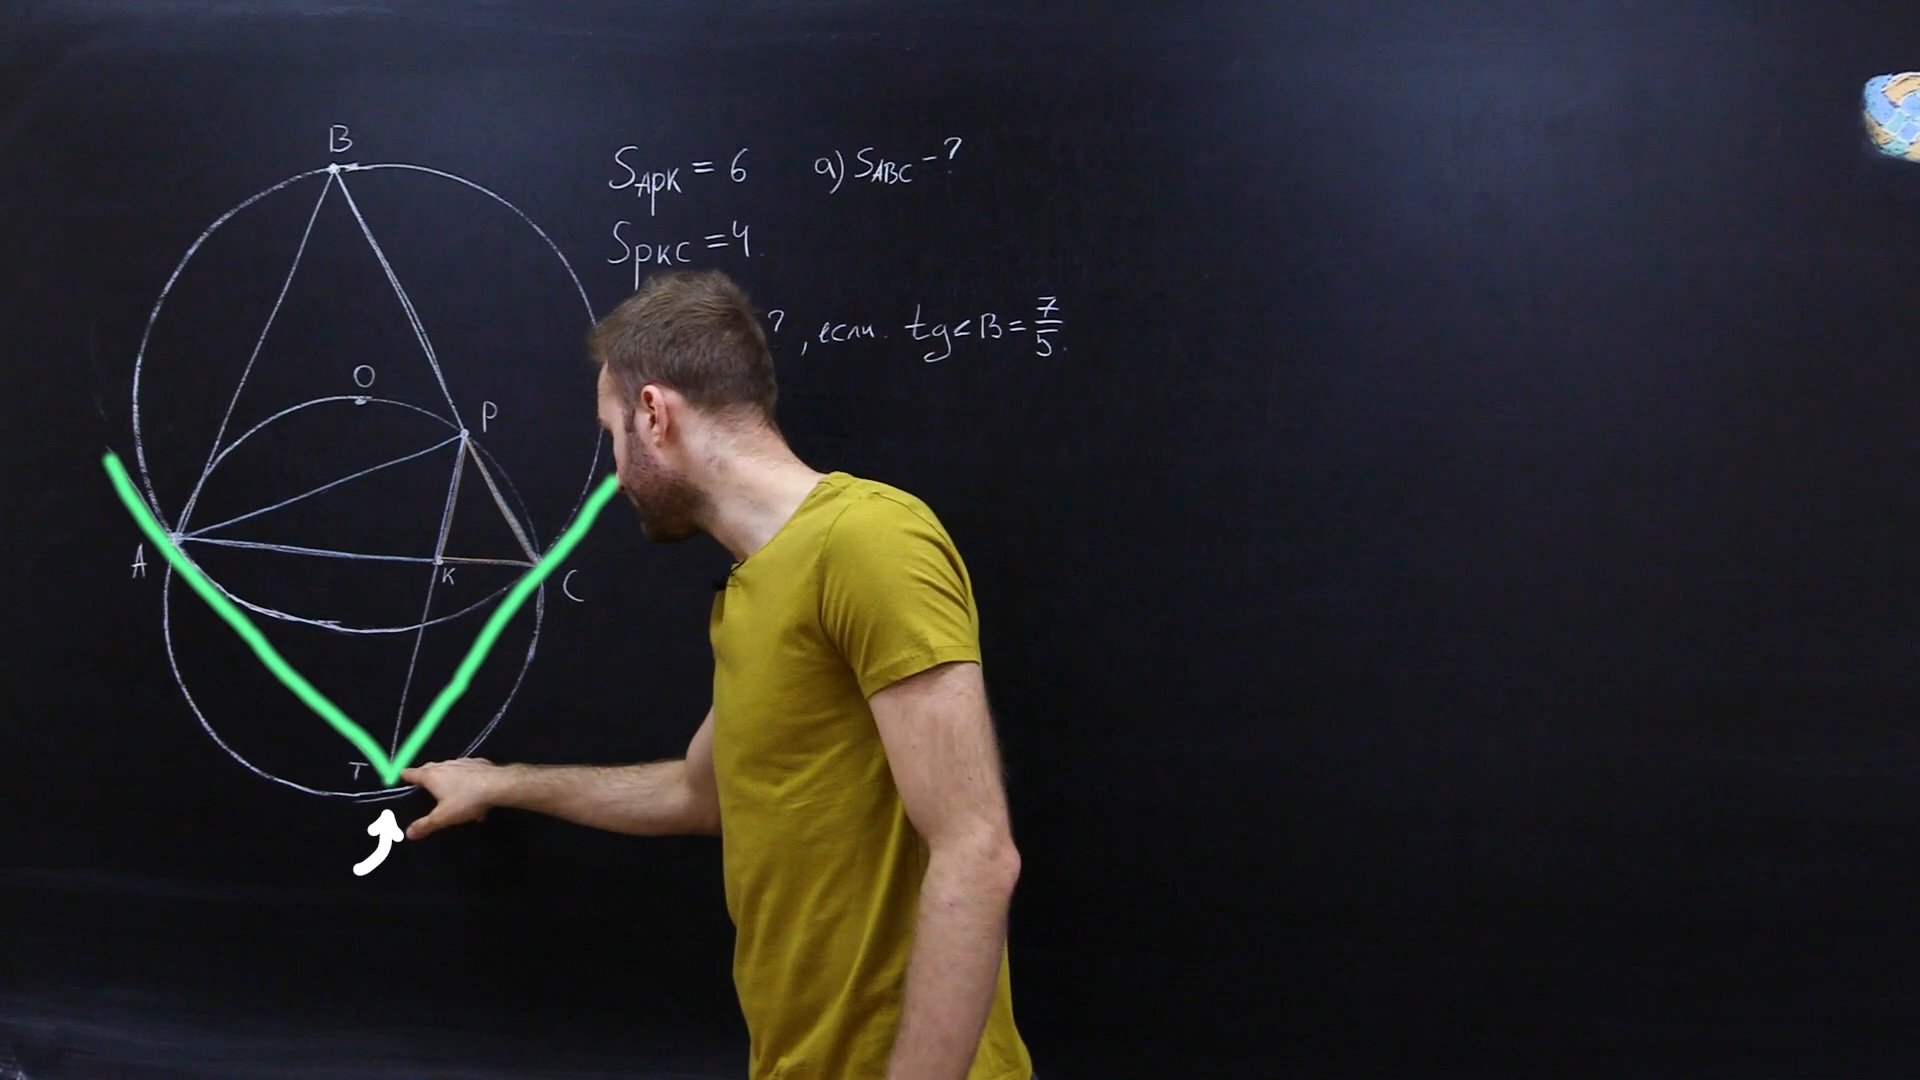 B
S_APK = 6 a) S_ABC - ?
S_PKC = 4.
? , если. tg∠B = 7/5.
O
P
A
K
C
T